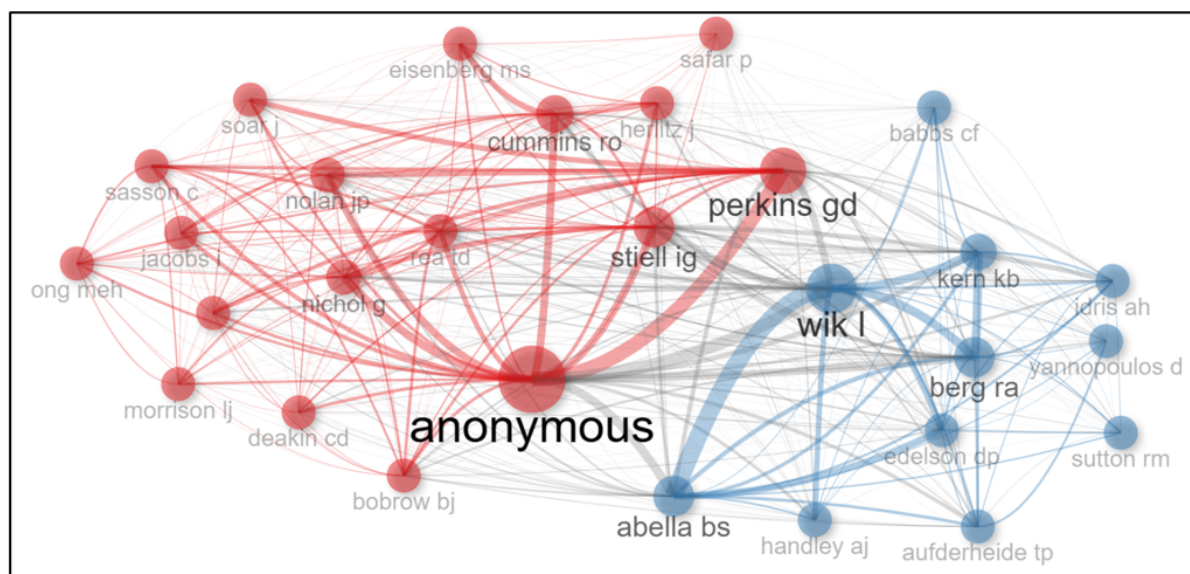 eisenberg ms
safar p
soar j
cummins ro
herlitz j
babbs cf
sasson c
nolan jp
perkins gd
jacobs i
rea td
stiell ig
ong meh
nichol g
kern kb
idris ah
wik l
yannopoulos d
morrison lj
berg ra
deakin cd
anonymous
edelson dp
sutton rm
bobrow bj
abella bs
handley aj
aufderheide tp